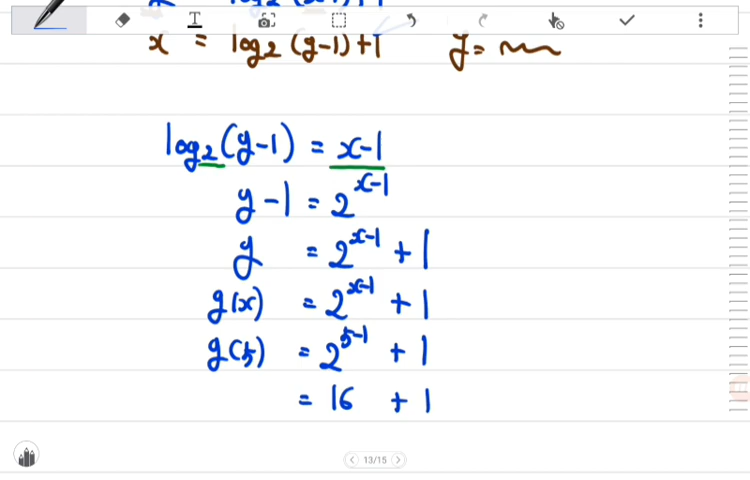 x = log₂(y-1)+1 y=
log₂(y-1) = x-1
y-1 = 2^(x-1)
y = 2^(x-1) + 1
g(x) = 2^(x-1) + 1
g(5) = 2^(5-1) + 1
= 16 + 1
13/15